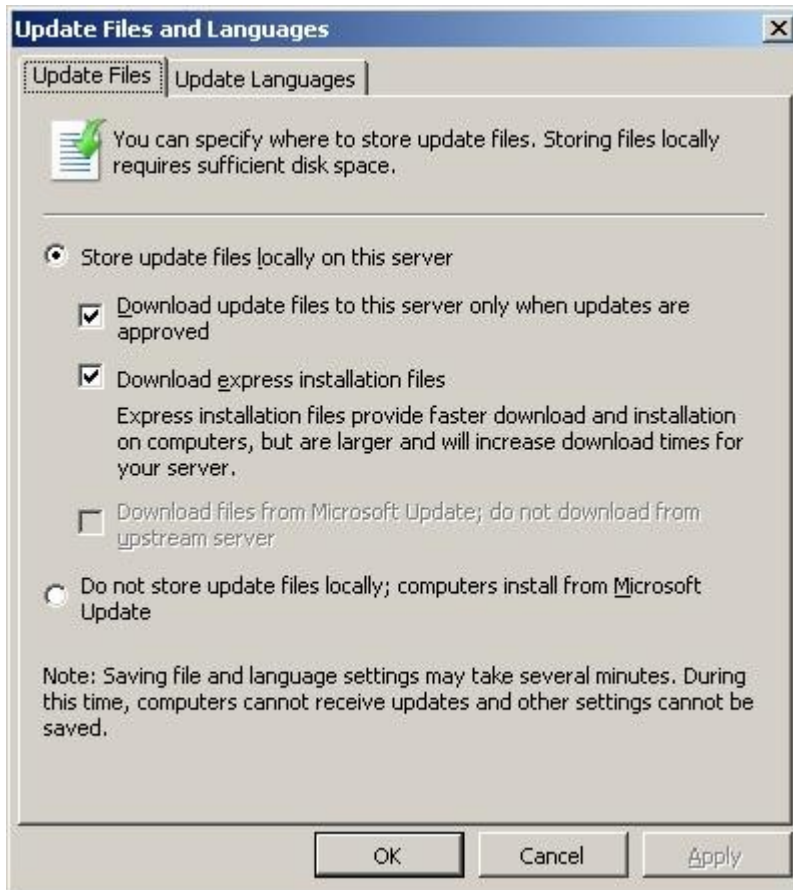 Update Files and Languages
Update Files
Update Languages
You can specify where to store update files. Storing files locally
requires sufficient disk space.
Store update files locally on this server
Download update files to this server only when updates are
approved
Download express installation files
Express installation files provide faster download and installation
on computers, but are larger and will increase download times for
your server.
Download files from Microsoft Update; do not download from
upstream server
Do not store update files locally; computers install from Microsoft
Update
Note: Saving file and language settings may take several minutes. During
this time, computers cannot receive updates and other settings cannot be
saved.
OK
Cancel
Apply